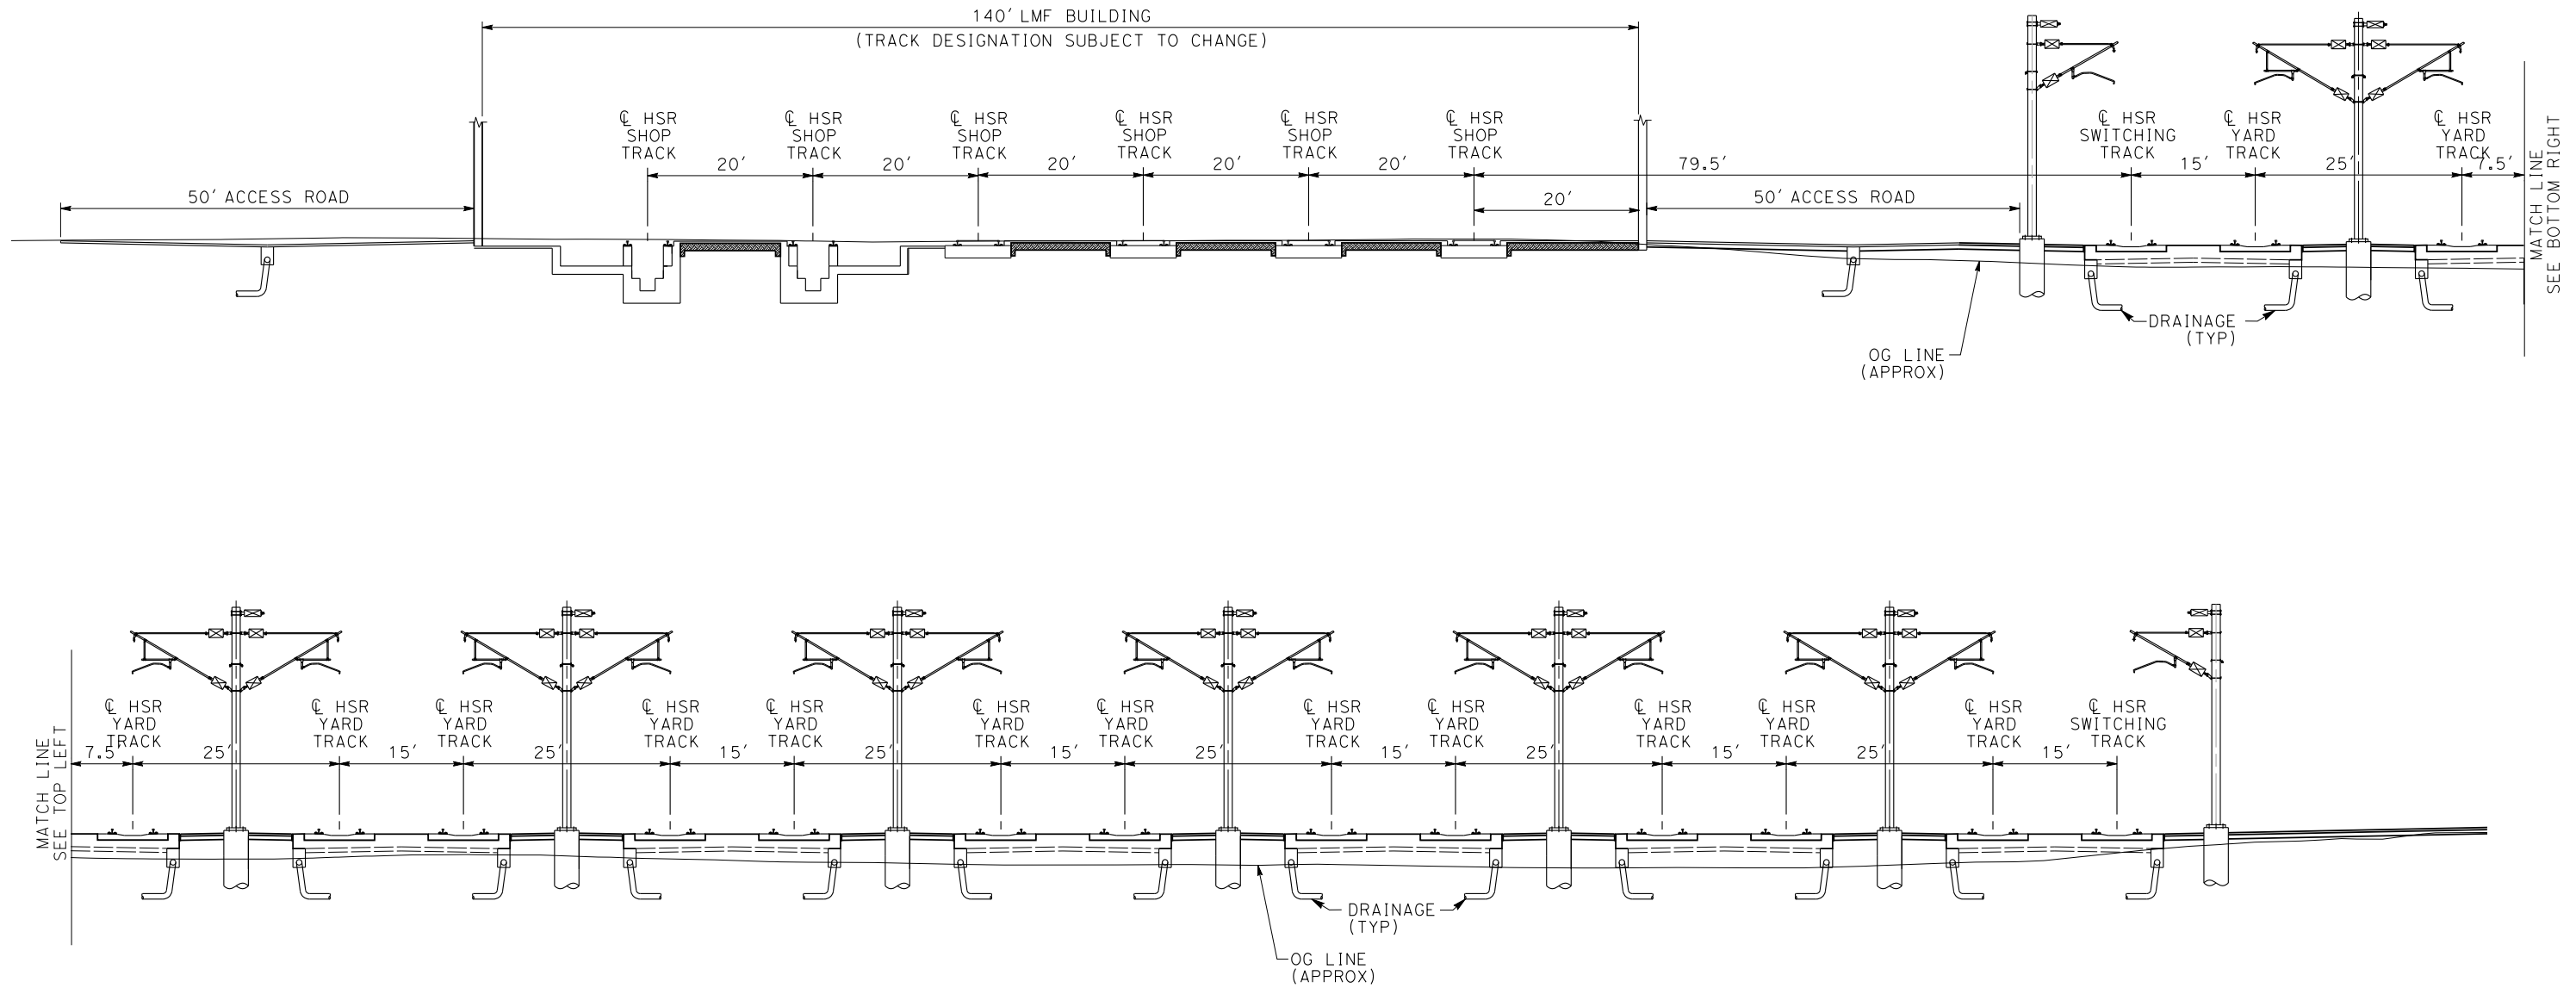 140' LMF BUILDING
(TRACK DESIGNATION SUBJECT TO CHANGE)
℄ HSR
SHOP
TRACK
℄ HSR
SHOP
TRACK
℄ HSR
SHOP
TRACK
℄ HSR
SHOP
TRACK
℄ HSR
SHOP
TRACK
℄ HSR
SHOP
TRACK
℄ HSR
SWITCHING
TRACK
℄ HSR
YARD
TRACK
℄ HSR
YARD
TRACK
20'
20'
20'
20'
20'
79.5'
15'
25'
7.5'
50' ACCESS ROAD
20'
50' ACCESS ROAD
MATCH LINE
SEE BOTTOM RIGHT
DRAINAGE
(TYP)
OG LINE
(APPROX)
℄ HSR
YARD
TRACK
℄ HSR
YARD
TRACK
℄ HSR
YARD
TRACK
℄ HSR
YARD
TRACK
℄ HSR
YARD
TRACK
℄ HSR
YARD
TRACK
℄ HSR
YARD
TRACK
℄ HSR
YARD
TRACK
℄ HSR
YARD
TRACK
℄ HSR
YARD
TRACK
℄ HSR
YARD
TRACK
℄ HSR
YARD
TRACK
℄ HSR
SWITCHING
TRACK
7.5'
25'
15'
25'
15'
25'
15'
25'
15'
25'
15'
25'
15'
MATCH LINE
SEE TOP LEFT
DRAINAGE
(TYP)
OG LINE
(APPROX)